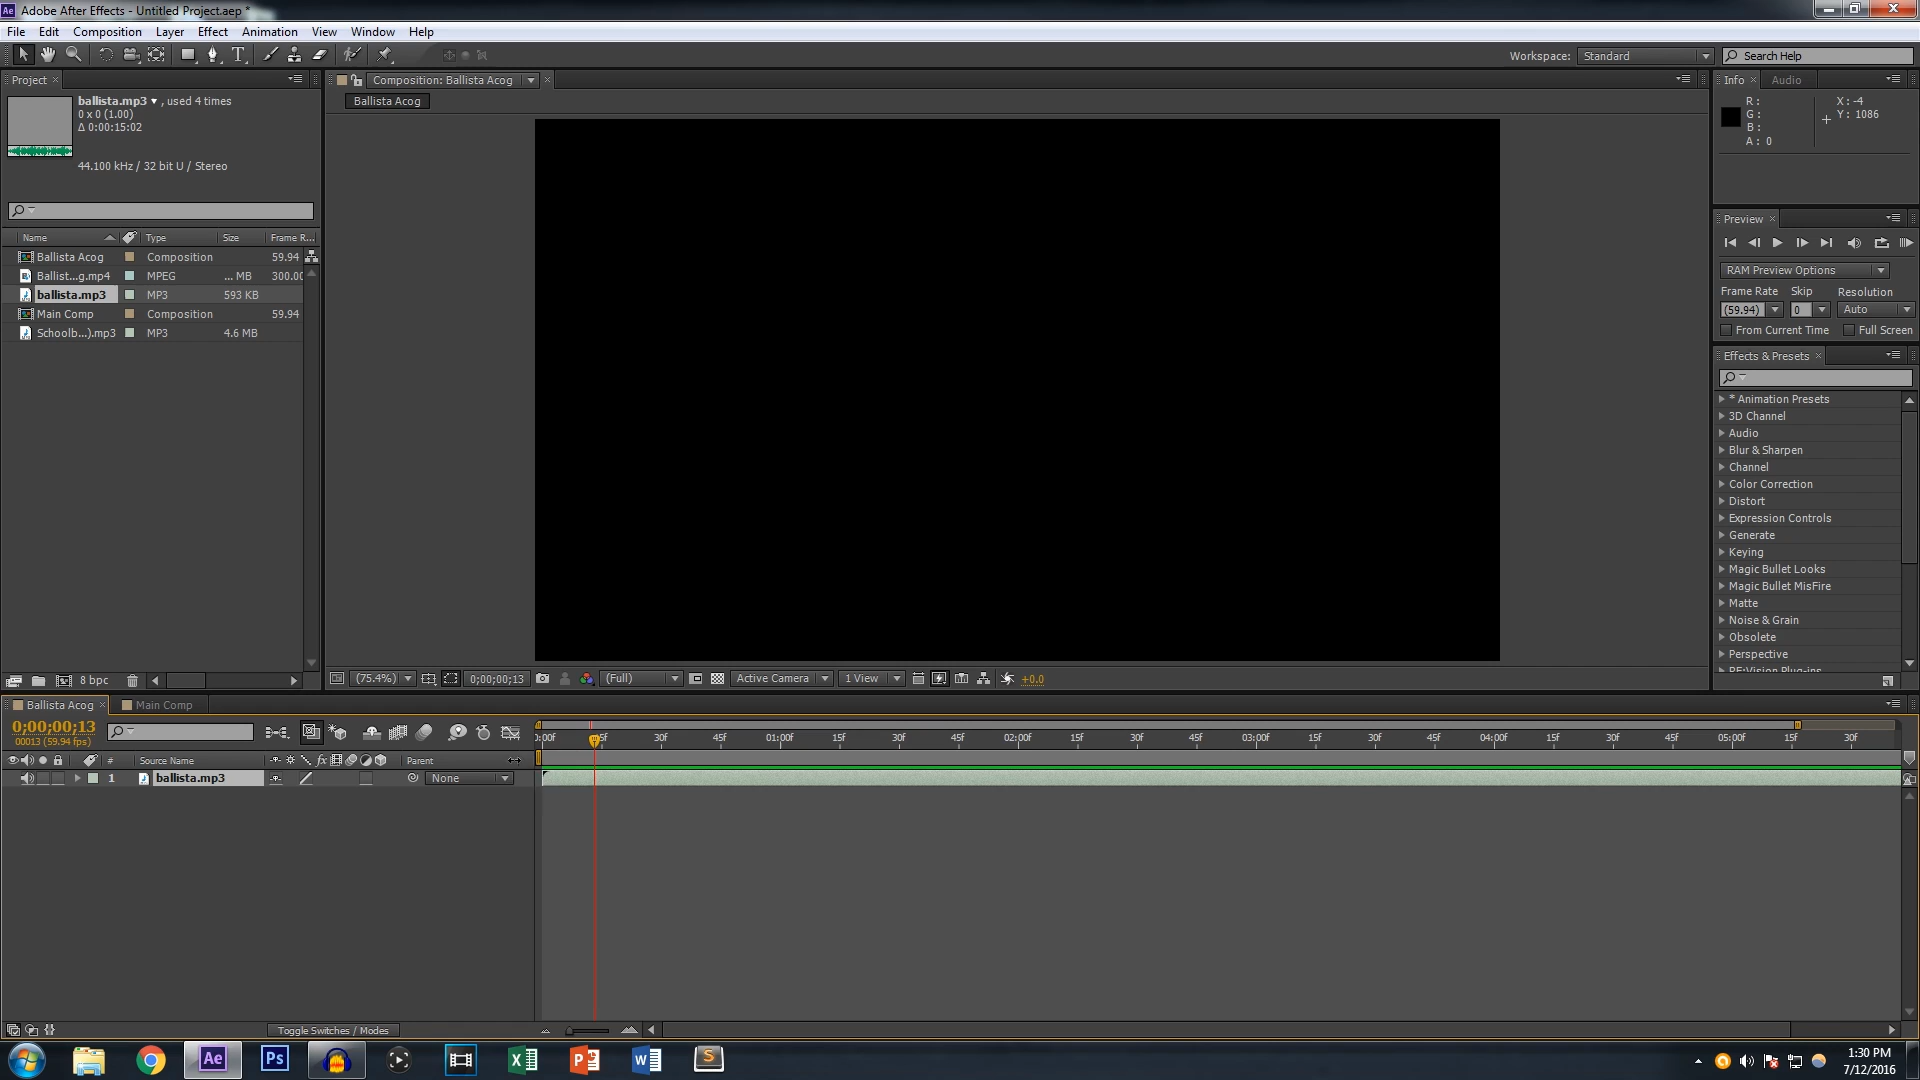 Ae Adobe After Effects - Untitled Project.aep *
File Edit Composition Layer Effect Animation View Window Help
Workspace: Standard Search Help
Project
ballista.mp3 , used 4 times
0 x 0 (1.00)
Δ 0:00:15:02
44.100 kHz / 32 bit U / Stereo
Name Type Size Frame R...
Ballista Acog Composition 59.94
Ballist...g.mp4 MPEG ... MB 300.00
ballista.mp3 MP3 593 KB
Main Comp Composition 59.94
Schoolb...).mp3 MP3 4.6 MB
8 bpc
Composition: Ballista Acog
Ballista Acog
(75.4%) 0;00;00;13 (Full) Active Camera 1 View +0.0
Info Audio
R : X : -4
G : Y : 1086
B :
A : 0
Preview
RAM Preview Options
Frame Rate Skip Resolution
(59.94) 0 Auto
From Current Time Full Screen
Effects & Presets
* Animation Presets
3D Channel
Audio
Blur & Sharpen
Channel
Color Correction
Distort
Expression Controls
Generate
Keying
Magic Bullet Looks
Magic Bullet MisFire
Matte
Noise & Grain
Obsolete
Perspective
RE:Vision Plug-ins
Ballista Acog Main Comp
0;00;00;13
00013 (59.94 fps)
):00f 5f 30f 45f 01:00f 15f 30f 45f 02:00f 15f 30f 45f 03:00f 15f 30f 45f 04:00f 15f 30f 45f 05:00f 15f 30f
# Source Name fx Parent
1 ballista.mp3 None
Toggle Switches / Modes
Ae Ps X P W S
1:30 PM
7/12/2016